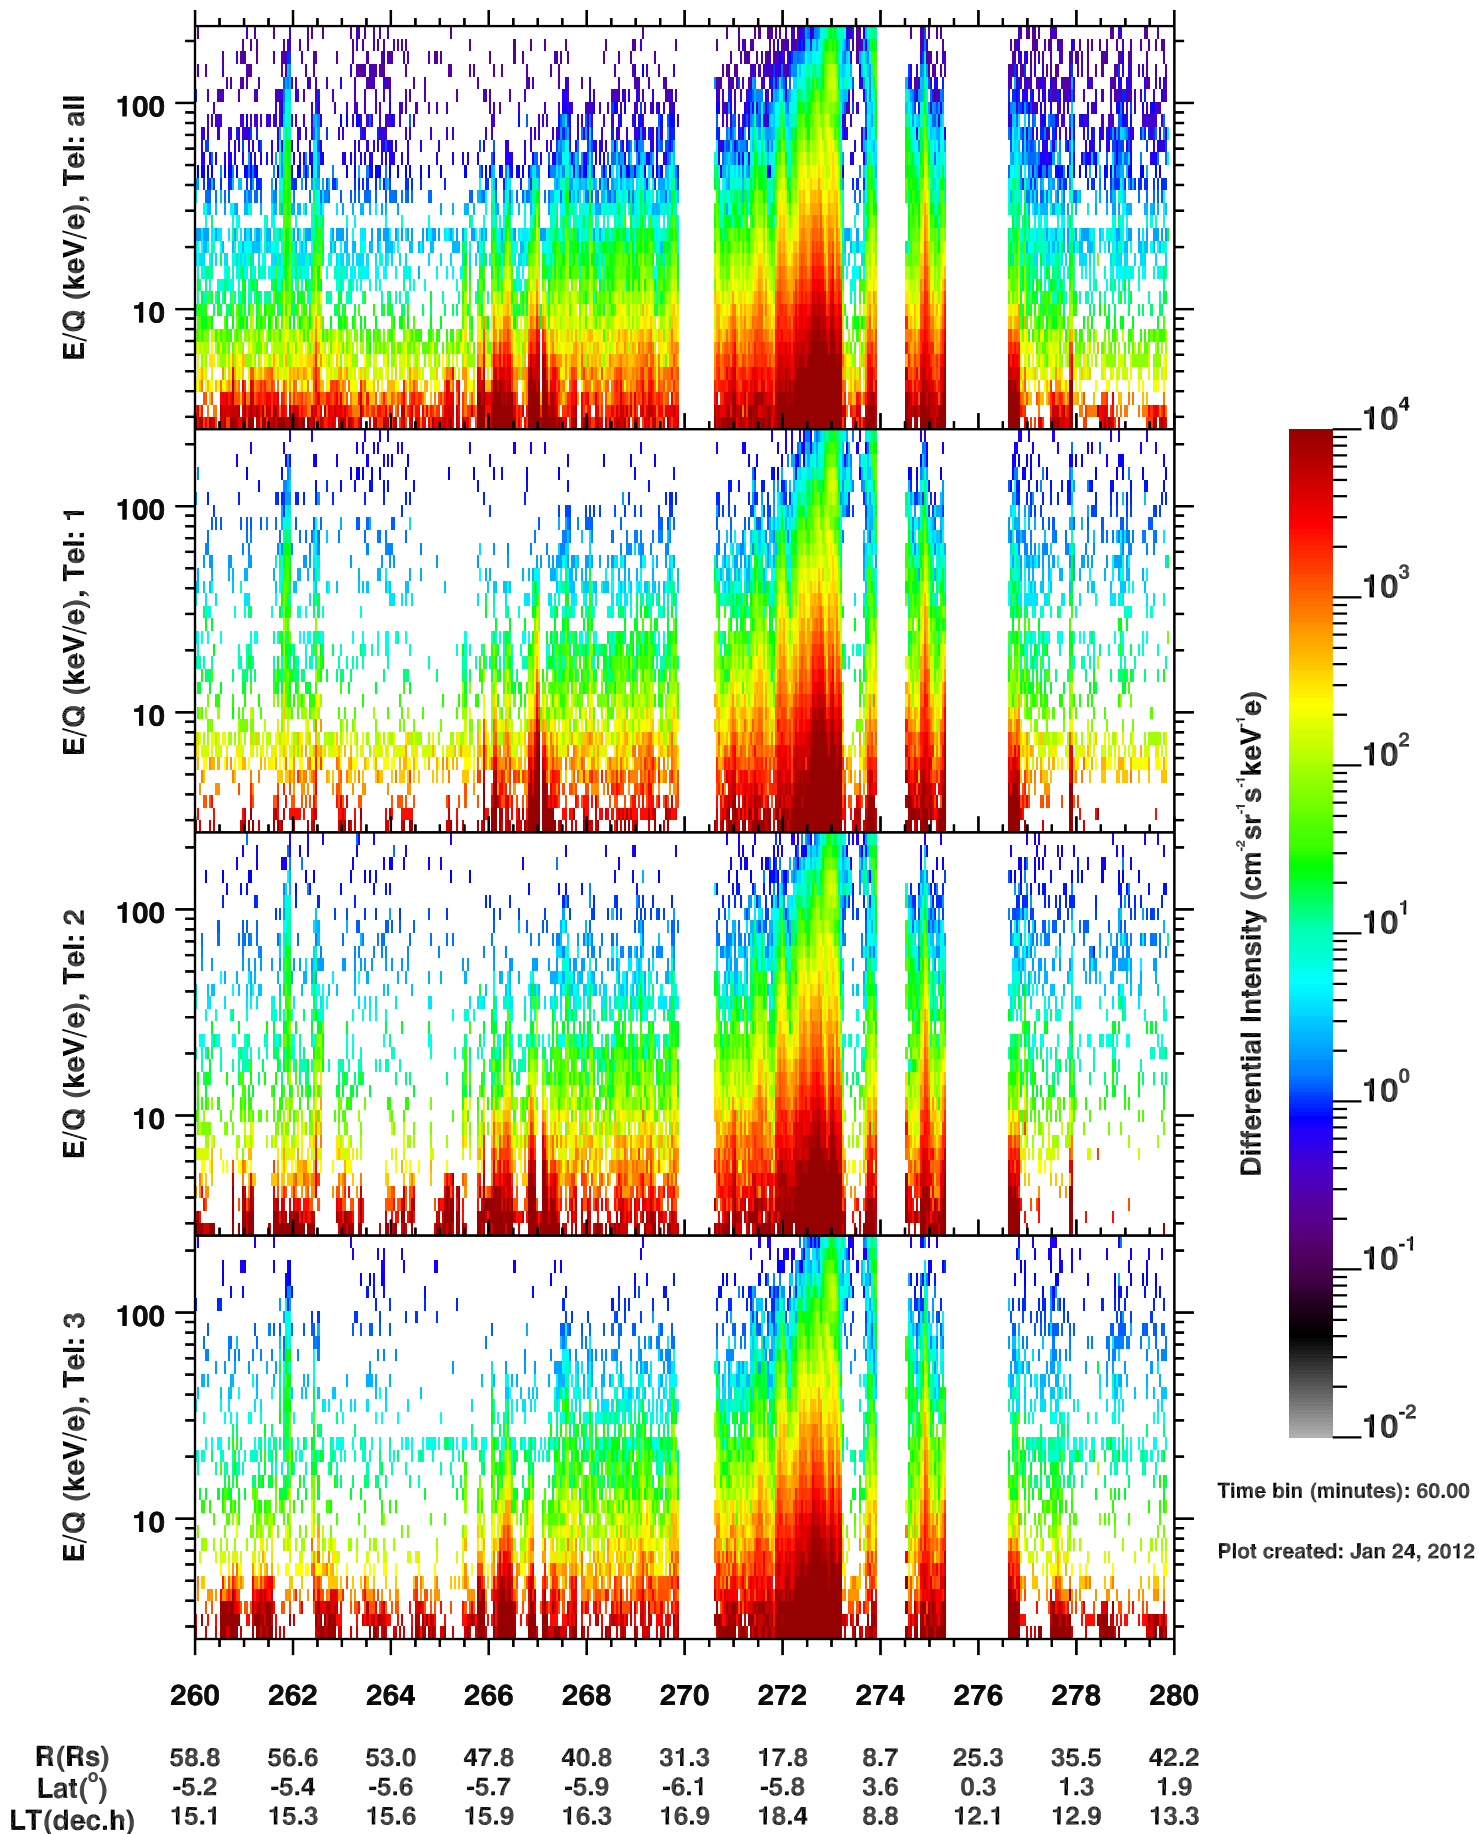 E/Q (keV/e), Tel: all
100
10
E/Q (keV/e), Tel: 1
100
10
E/Q (keV/e), Tel: 2
100
10
E/Q (keV/e), Tel: 3
100
10
260 262 264 266 268 270 272 274 276 278 280
R(Rs) 58.8 56.6 53.0 47.8 40.8 31.3 17.8 8.7 25.3 35.5 42.2
Lat(°) -5.2 -5.4 -5.6 -5.7 -5.9 -6.1 -5.8 3.6 0.3 1.3 1.9
LT(dec.h) 15.1 15.3 15.6 15.9 16.3 16.9 18.4 8.8 12.1 12.9 13.3
Differential Intensity (cm⁻²sr⁻¹s⁻¹keV⁻¹e)
10⁴
10³
10²
10¹
10⁰
10⁻¹
10⁻²
Time bin (minutes): 60.00
Plot created: Jan 24, 2012